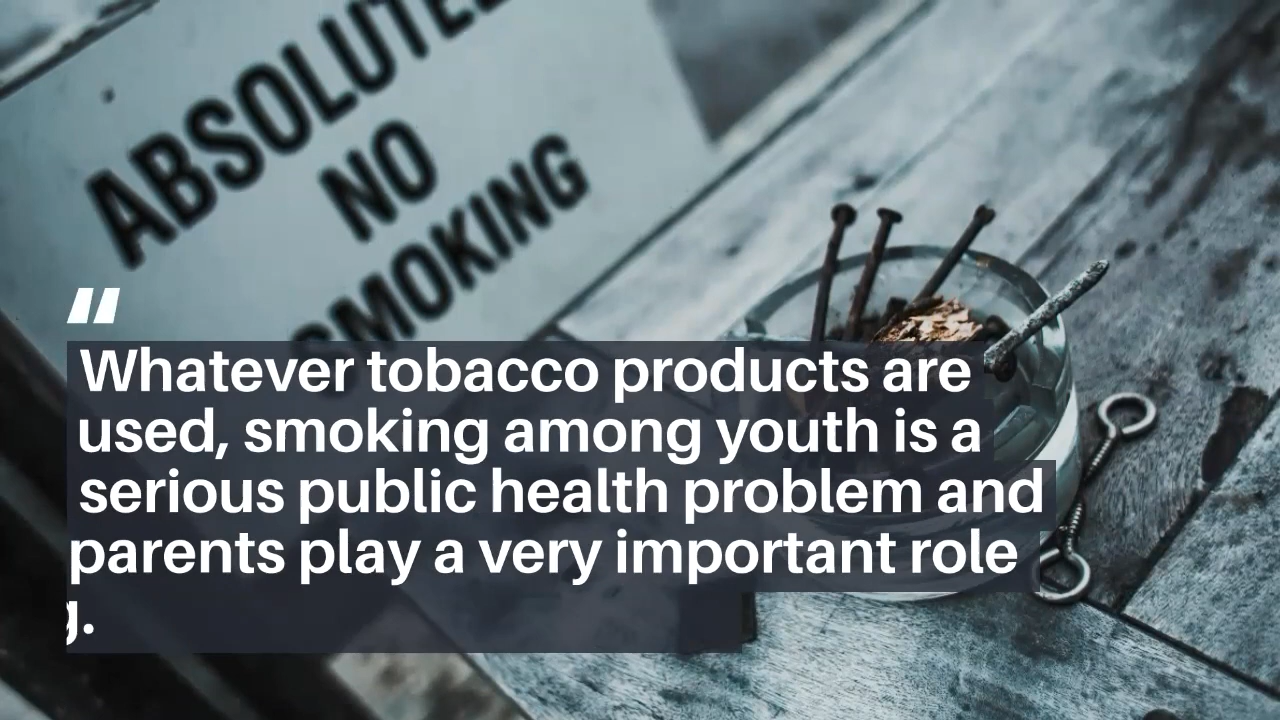 ABSOLUTE
NO
SMOKING
"
Whatever tobacco products are
used, smoking among youth is a
serious public health problem and
parents play a very important role
g.